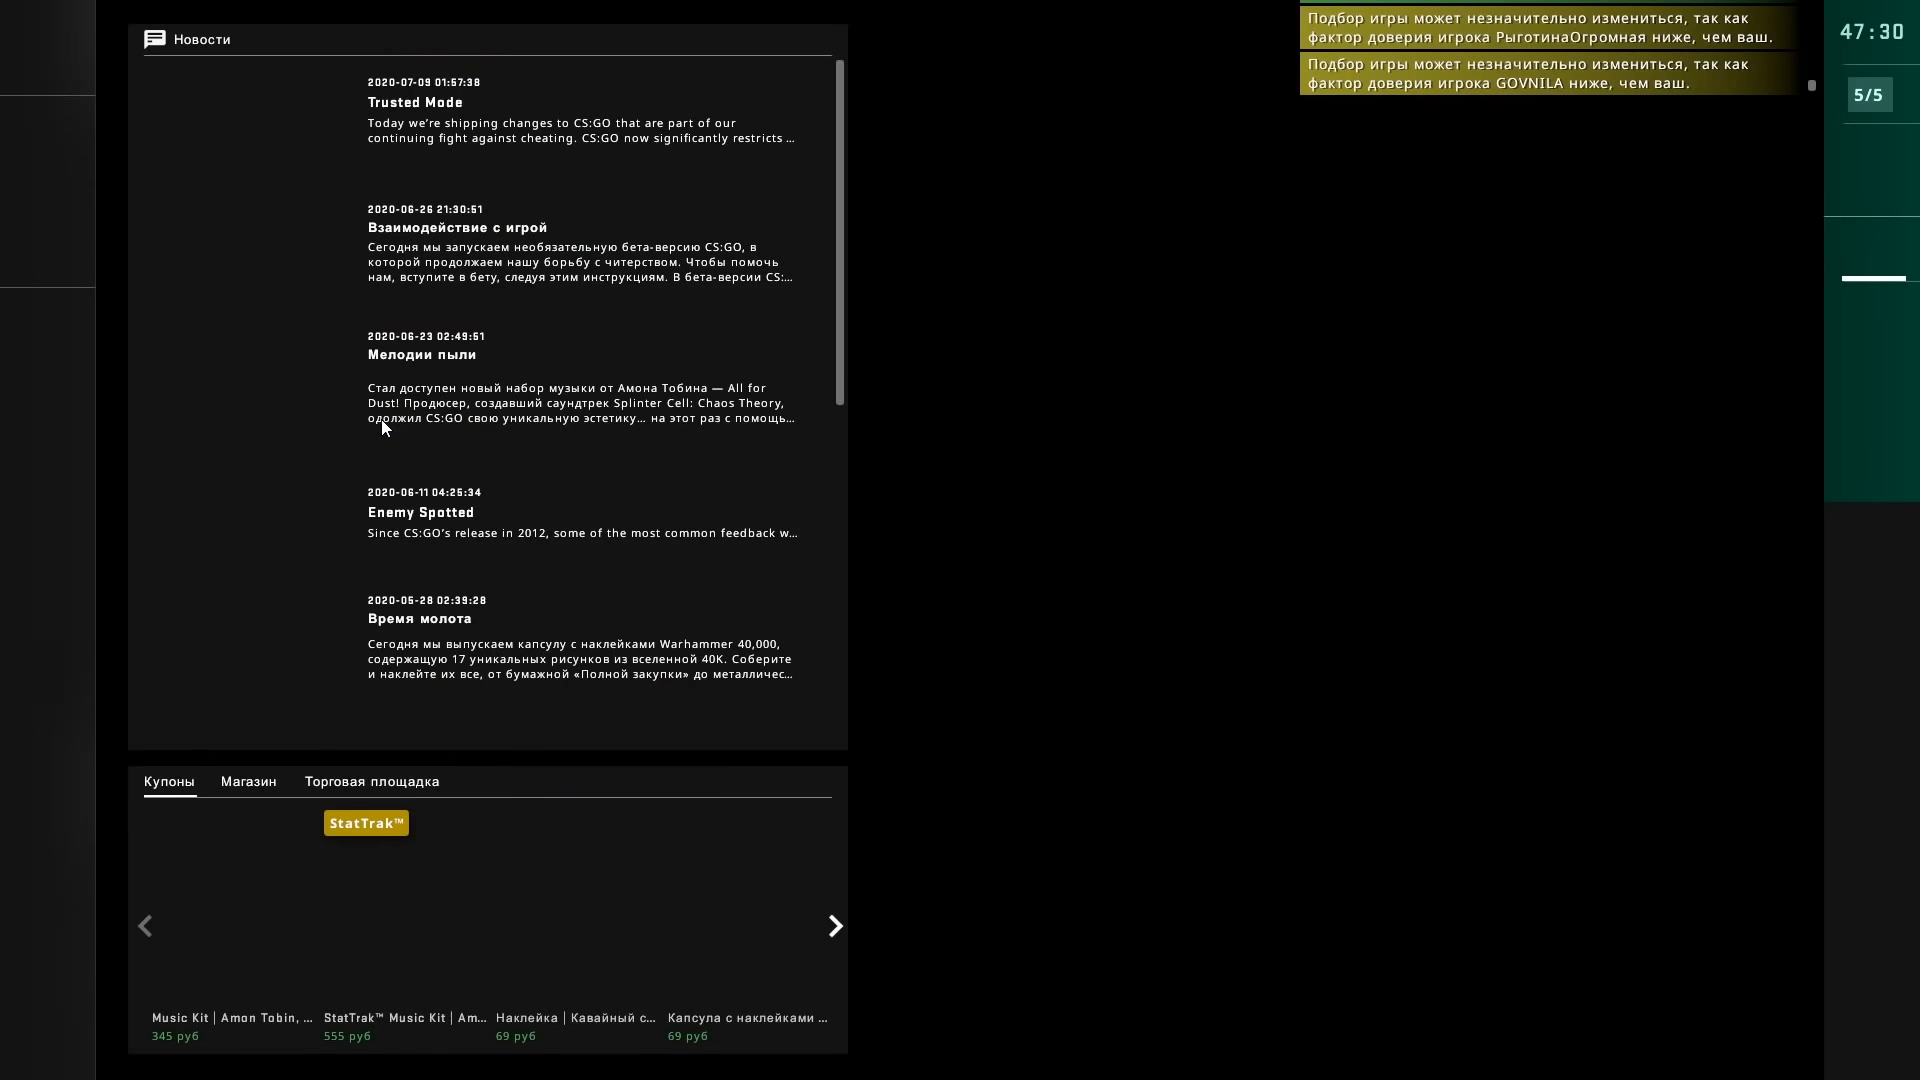 Новости
2020-07-09 01:57:38
Trusted Mode
Today we're shipping changes to CS:GO that are part of our
continuing fight against cheating. CS:GO now significantly restricts ...
2020-06-26 21:30:51
Взаимодействие с игрой
Сегодня мы запускаем необязательную бета-версию CS:GO, в
которой продолжаем нашу борьбу с читерством. Чтобы помочь
нам, вступите в бету, следуя этим инструкциям. В бета-версии CS:...
2020-06-23 02:49:51
Мелодии пыли
Стал доступен новый набор музыки от Амона Тобина — All for
Dust! Продюсер, создавший саундтрек Splinter Cell: Chaos Theory,
одолжил CS:GO свою уникальную эстетику... на этот раз с помощь...
2020-06-11 04:25:34
Enemy Spotted
Since CS:GO's release in 2012, some of the most common feedback w...
2020-05-28 02:39:28
Время молота
Сегодня мы выпускаем капсулу с наклейками Warhammer 40,000,
содержащую 17 уникальных рисунков из вселенной 40K. Соберите
и наклейте их все, от бумажной «Полной закупки» до металличес...
Купоны Магазин Торговая площадка
StatTrak™
Music Kit | Amon Tobin, ... StatTrak™ Music Kit | Am... Наклейка | Кавайный с... Капсула с наклейками ...
345 руб 555 руб 69 руб 69 руб
Подбор игры может незначительно измениться, так как
фактор доверия игрока РыготинаОгромная ниже, чем ваш.
Подбор игры может незначительно измениться, так как
фактор доверия игрока GOVNILA ниже, чем ваш.
47:30
5/5